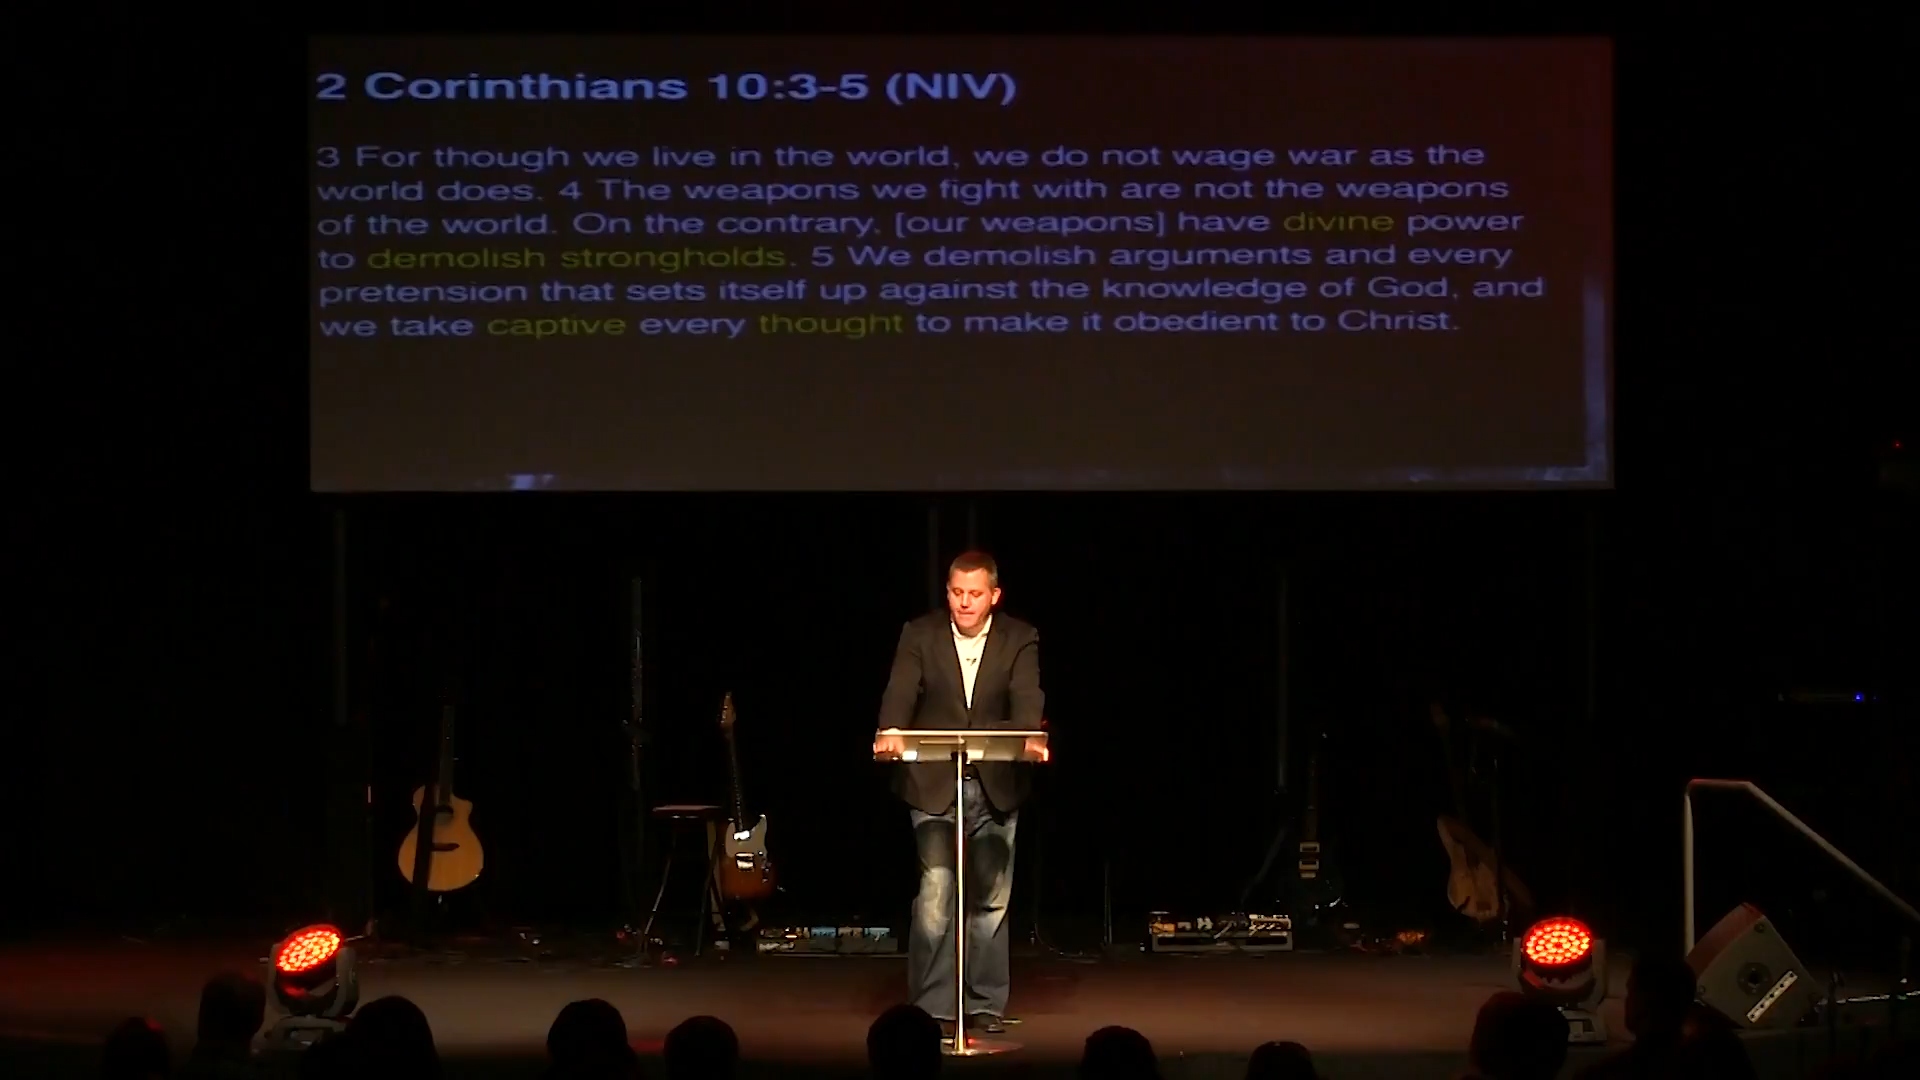 2 Corinthians 10:3-5 (NIV)
3 For though we live in the world, we do not wage war as the
world does. 4 The weapons we fight with are not the weapons
of the world. On the contrary, [our weapons] have divine power
to demolish strongholds. 5 We demolish arguments and every
pretension that sets itself up against the knowledge of God, and
we take captive every thought to make it obedient to Christ.